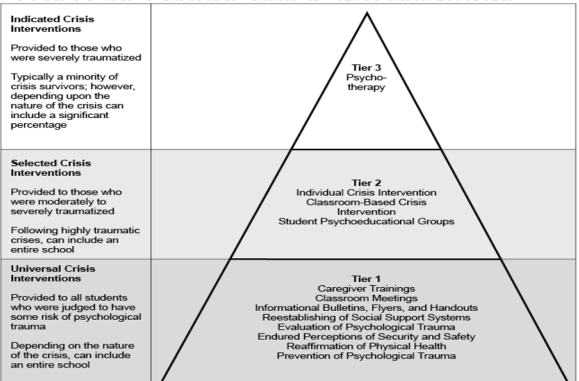 Indicated Crisis
Interventions
Provided to those who
were severely traumatized
Typically a minority of
crisis survivors; however,
depending upon the
nature of the crisis can
include a significant
percentage
Tier 3
Psycho-
therapy
Selected Crisis
Interventions
Provided to those who
were moderately to
severely traumatized
Following highly traumatic
crises, can include an
entire school
Tier 2
Individual Crisis Intervention
Classroom-Based Crisis
Intervention
Student Psychoeducational Groups
Universal Crisis
Interventions
Provided to all students
who were judged to have
some risk of psychological
trauma
Depending on the nature
of the crisis, can include
an entire school
Tier 1
Caregiver Trainings
Classroom Meetings
Informational Bulletins, Flyers, and Handouts
Reestablishing of Social Support Systems
Evaluation of Psychological Trauma
Endured Perceptions of Security and Safety
Reaffirmation of Physical Health
Prevention of Psychological Trauma